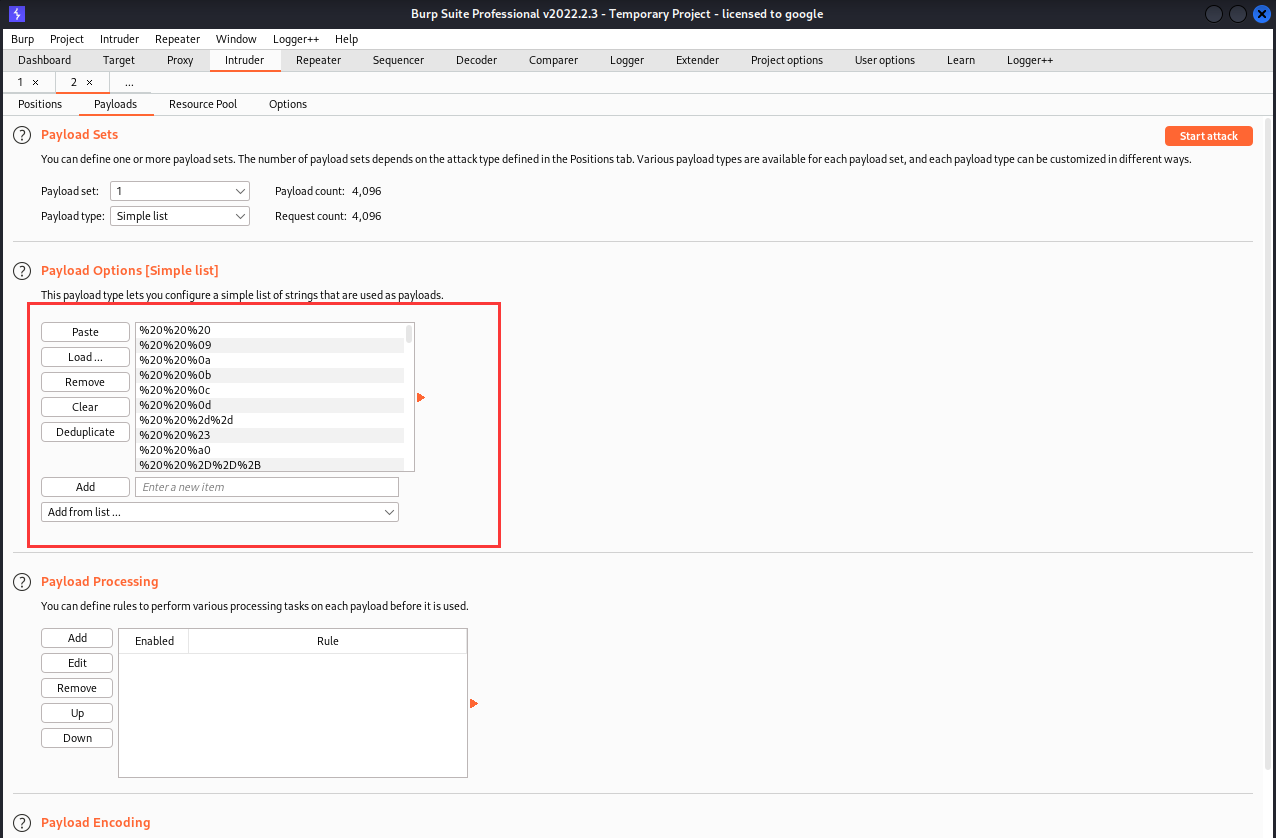 Burp Suite Professional v2022.2.3 - Temporary Project - licensed to google
Burp Project Intruder Repeater Window Logger++ Help
Dashboard Target Proxy Intruder Repeater Sequencer Decoder Comparer Logger Extender Project options User options Learn Logger++
1 × 2 × ...
Positions Payloads Resource Pool Options
? Payload Sets Start attack
You can define one or more payload sets. The number of payload sets depends on the attack type defined in the Positions tab. Various payload types are available for each payload set, and each payload type can be customized in different ways.
Payload set: 1 Payload count: 4,096
Payload type: Simple list Request count: 4,096
? Payload Options [Simple list]
This payload type lets you configure a simple list of strings that are used as payloads.
Paste
Load ...
Remove
Clear
Deduplicate
%20%20%20
%20%20%09
%20%20%0a
%20%20%0b
%20%20%0c
%20%20%0d
%20%20%2d%2d
%20%20%23
%20%20%a0
%20%20%2D%2D%2B
Add Enter a new item
Add from list ...
? Payload Processing
You can define rules to perform various processing tasks on each payload before it is used.
Add
Edit
Remove
Up
Down
Enabled Rule
? Payload Encoding